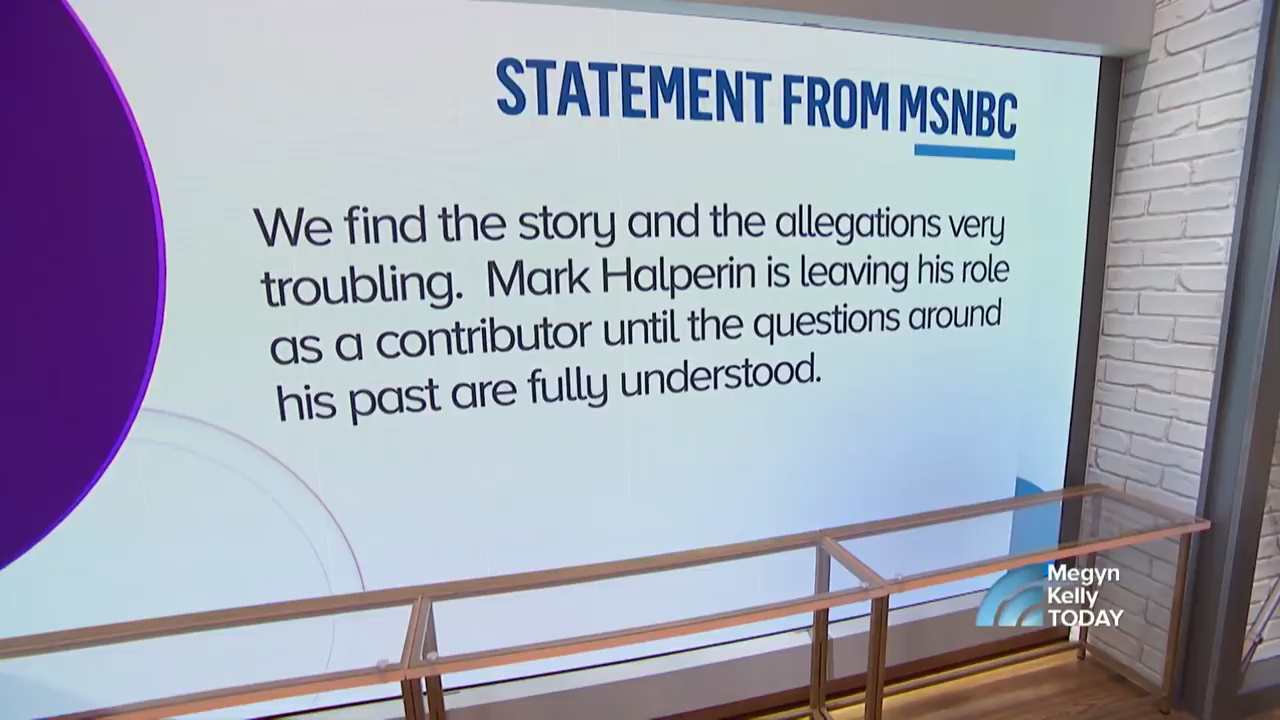 STATEMENT FROM MSNBC
We find the story and the allegations very
troubling. Mark Halperin is leaving his role
as a contributor until the questions around
his past are fully understood.
Megyn
Kelly
TODAY